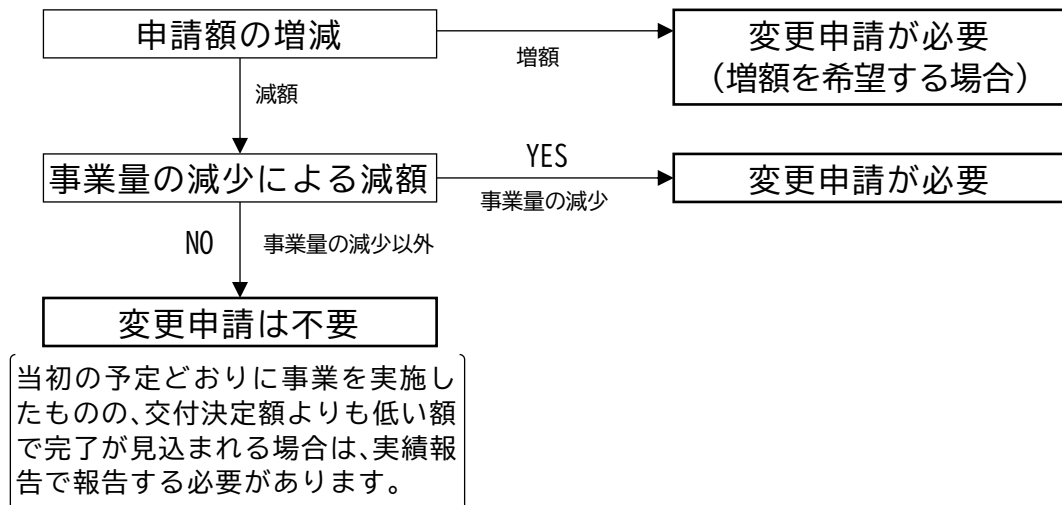 申請額の増減
増額
変更申請が必要
（増額を希望する場合）
減額
事業量の減少による減額
YES
事業量の減少
変更申請が必要
NO
事業量の減少以外
変更申請は不要
当初の予定どおりに事業を実施し
たものの、交付決定額よりも低い額
で完了が見込まれる場合は、実績報
告で報告する必要があります。